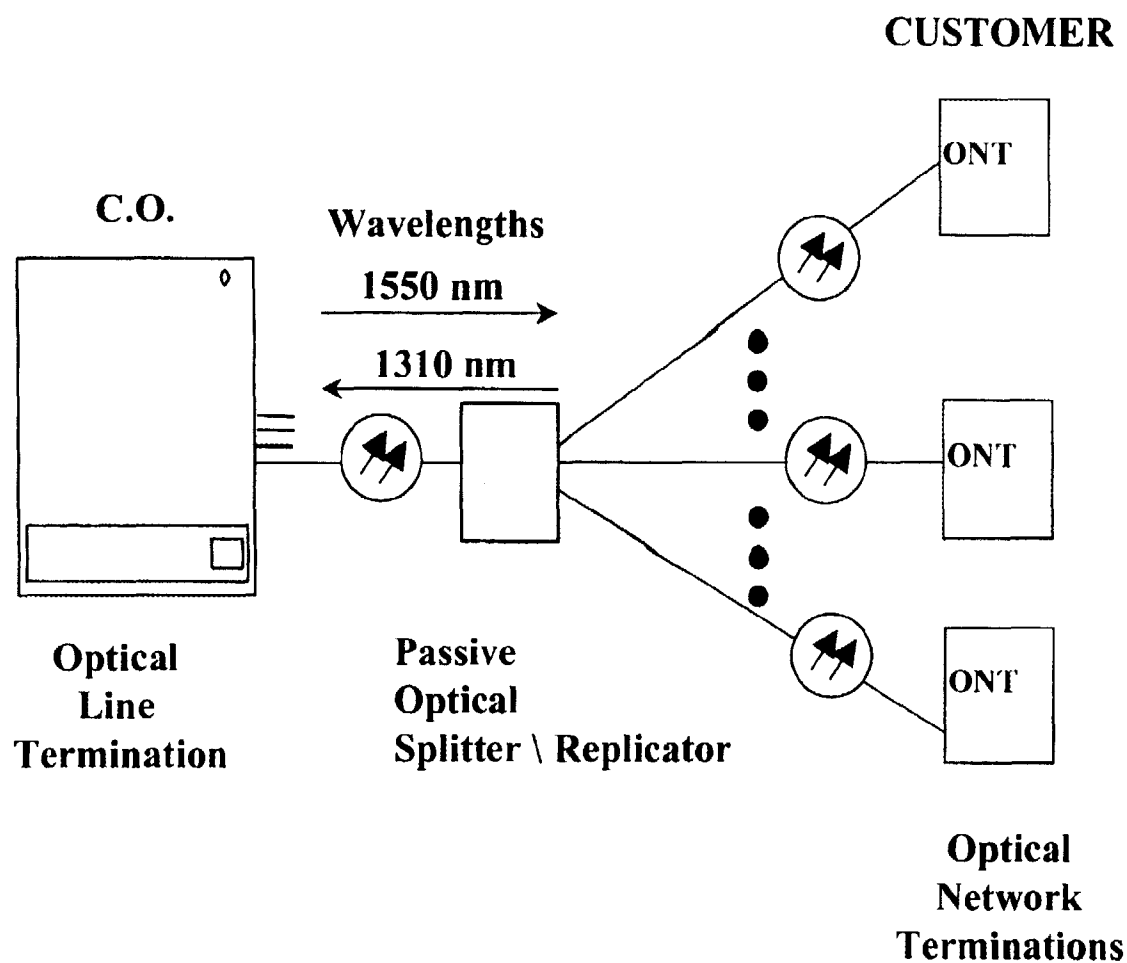 CUSTOMER
ONT
C.O.
Wavelengths
1550 nm
1310 nm
ONT
ONT
Optical
Line
Termination
Passive
Optical
Splitter \ Replicator
Optical
Network
Terminations